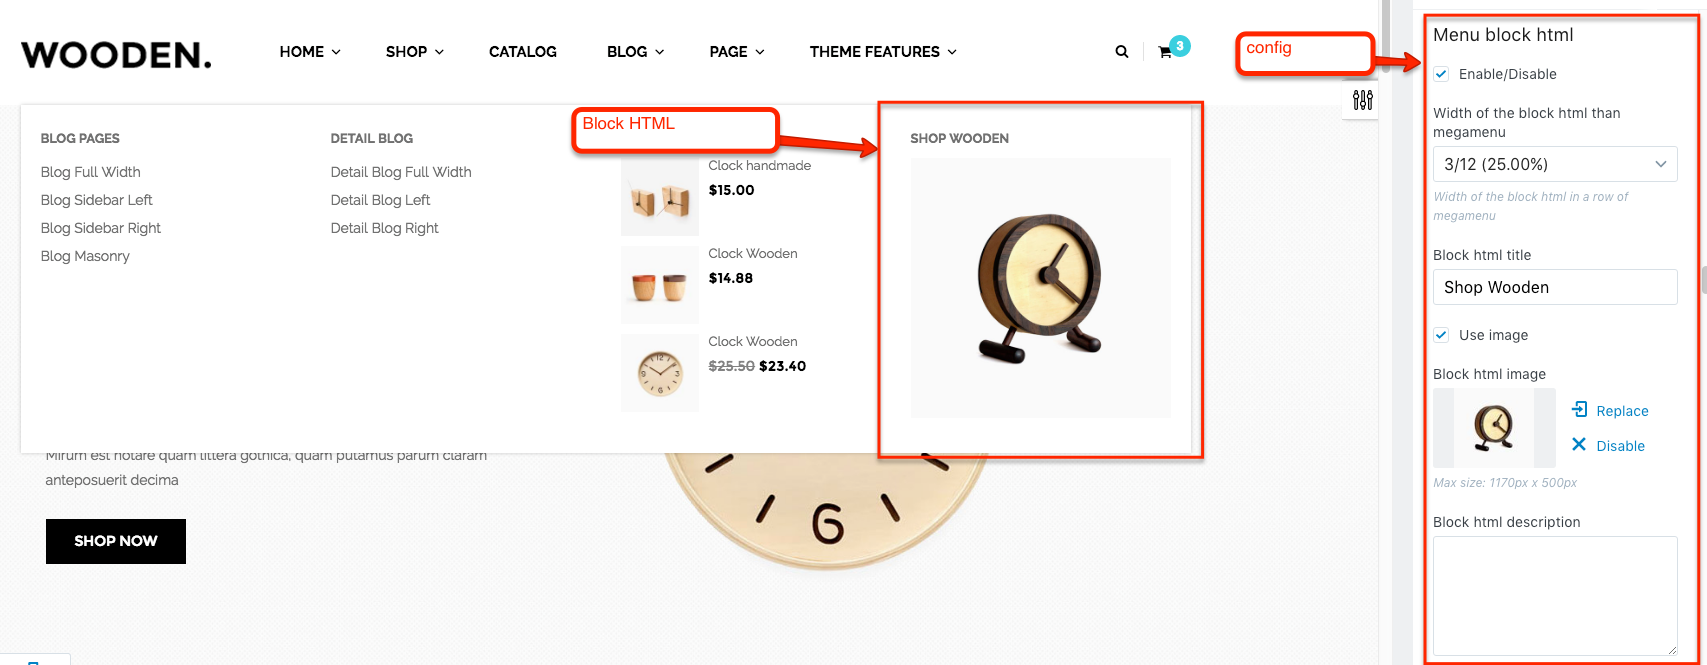 WOODEN.
HOME
SHOP
CATALOG
BLOG
PAGE
THEME FEATURES
3
BLOG PAGES
Blog Full Width
Blog Sidebar Left
Blog Sidebar Right
Blog Masonry
DETAIL BLOG
Detail Blog Full Width
Detail Blog Left
Detail Blog Right
Block HTML
Clock handmade
$15.00
Clock Wooden
$14.88
Clock Wooden
$25.50 $23.40
SHOP WOODEN
Mirum est notare quam littera gothica, quam putamus parum claram
anteposuerit decima
SHOP NOW
6
config
Menu block html
Enable/Disable
Width of the block html than
megamenu
3/12 (25.00%)
Width of the block html in a row of
megamenu
Block html title
Shop Wooden
Use image
Block html image
Replace
Disable
Max size: 1170px x 500px
Block html description